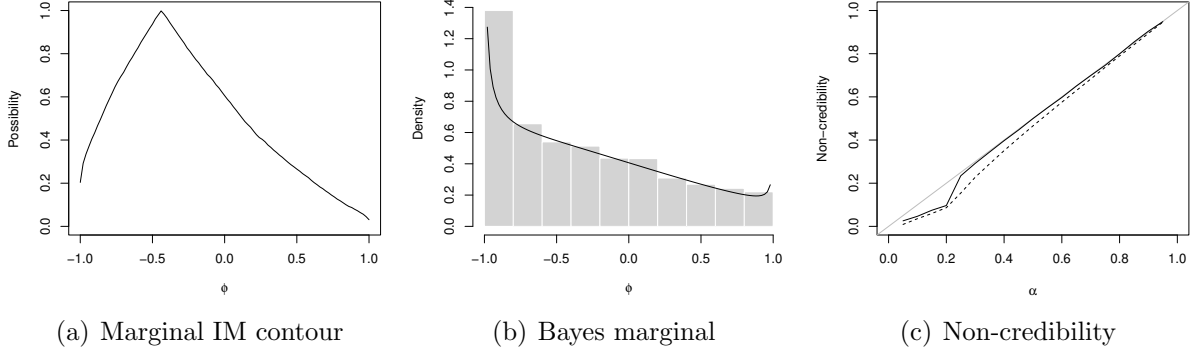 Possibility
0.0 0.2 0.4 0.6 0.8 1.0
−1.0 −0.5 0.0 0.5 1.0
ϕ
(a) Marginal IM contour
Density
0.0 0.2 0.4 0.6 0.8 1.0 1.2 1.4
−1.0 −0.5 0.0 0.5 1.0
ϕ
(b) Bayes marginal
Non−credibility
0.0 0.2 0.4 0.6 0.8 1.0
0.0 0.2 0.4 0.6 0.8 1.0
α
(c) Non-credibility